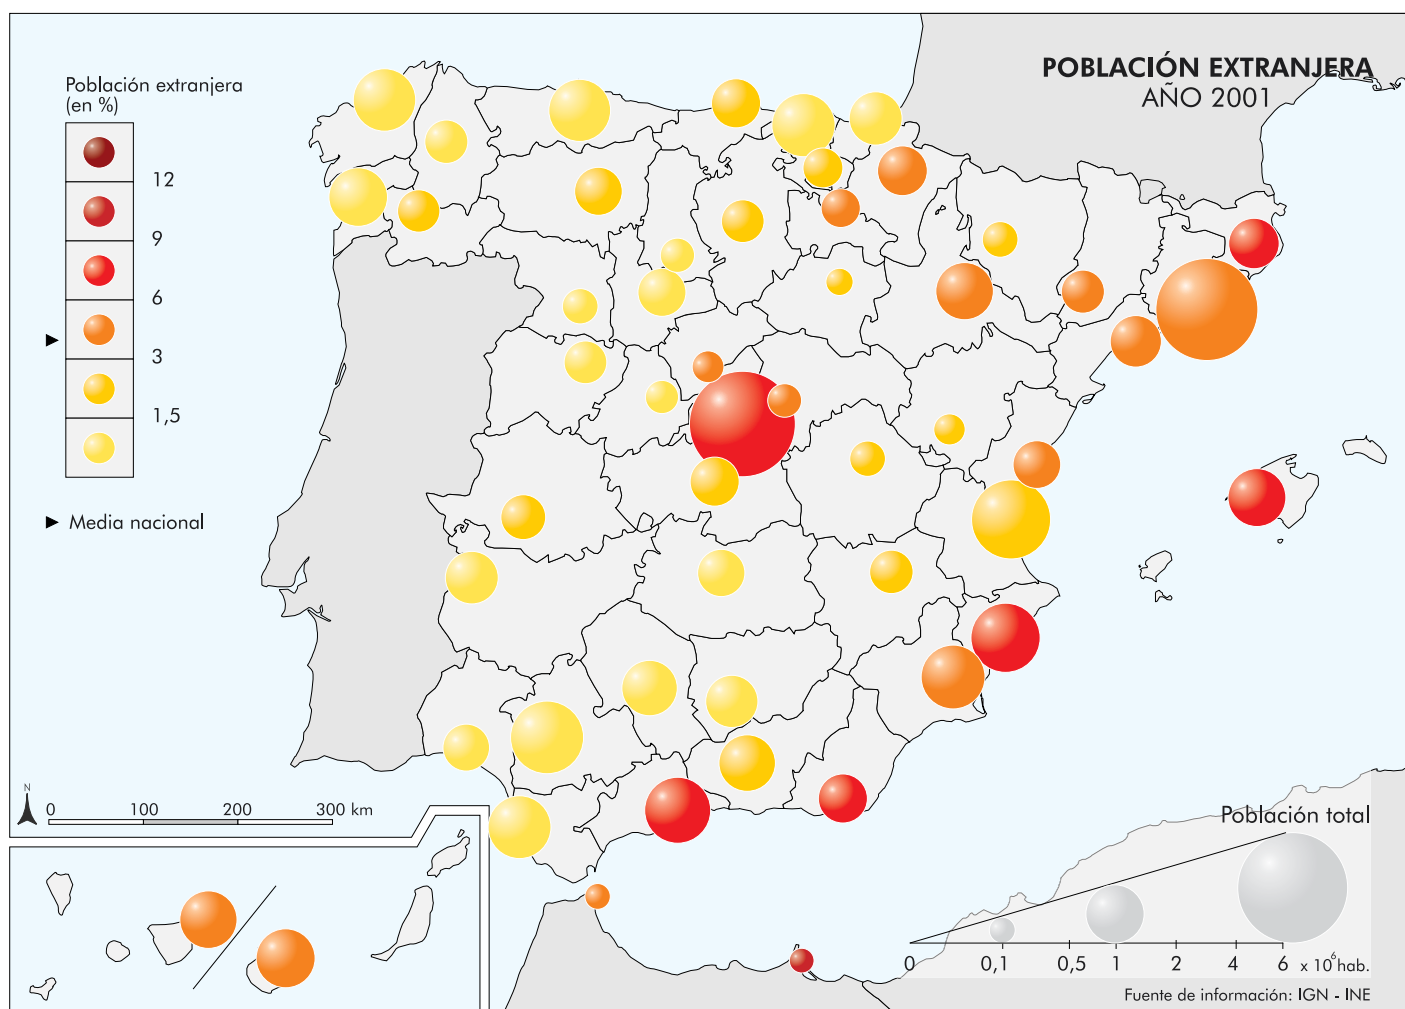 POBLACIÓN EXTRANJERA
AÑO 2001
Población extranjera
(en %)
12
9
6
3
1,5
► Media nacional
N
0 100 200 300 km
Población total
0 0,1 0,5 1 2 4 6 x 10⁶ hab.
Fuente de información: IGN - INE